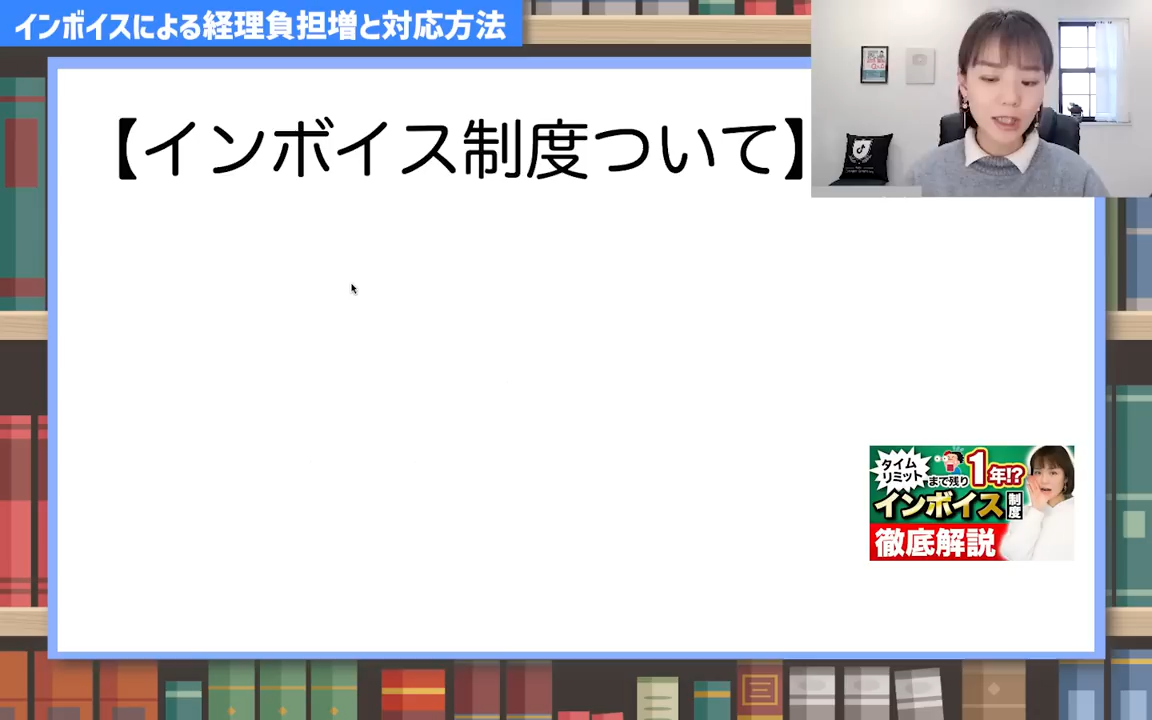 インボイスによる経理負担増と対応方法
【インボイス制度ついて】
タイム
リミット
まで残り1年!?
インボイス制度
徹底解説